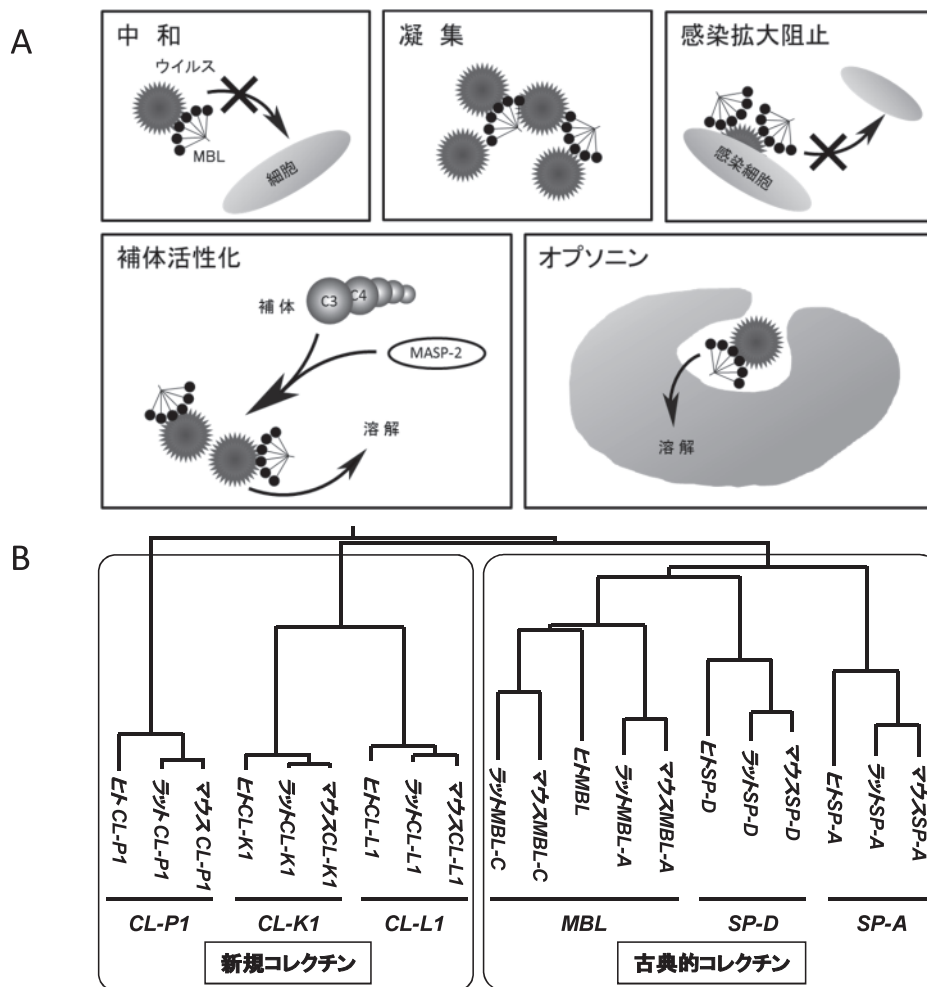 A
中 和
ウイルス
MBL
細胞
凝 集
感染拡大阻止
感染細胞
補体活性化
補 体
C3
C4
MASP-2
溶 解
オプソニン
溶 解
B
ヒトCL-P1
ラットCL-P1
マウスCL-P1
ヒトCL-K1
ラットCL-K1
マウスCL-K1
ヒトCL-L1
ラットCL-L1
マウスCL-L1
ラットMBL-C
マウスMBL-C
ヒトMBL
ラットMBL-A
マウスMBL-A
ヒトSP-D
ラットSP-D
マウスSP-D
ヒトSP-A
ラットSP-A
マウスSP-A
CL-P1
CL-K1
CL-L1
MBL
SP-D
SP-A
新規コレクチン
古典的コレクチン